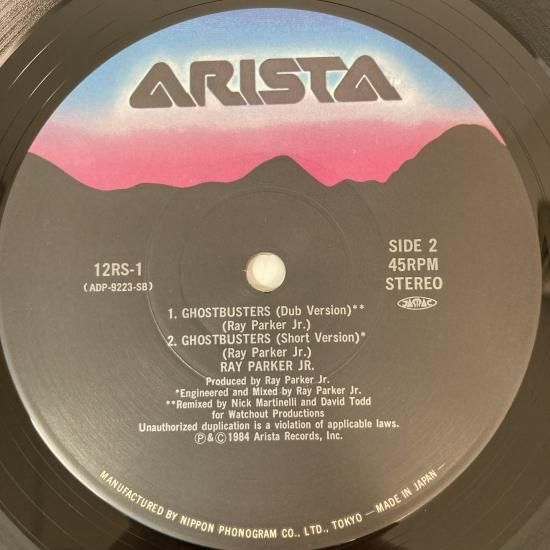 ARISTA
12RS-1
(ADP-9223-SB)
SIDE 2
45RPM
STEREO
JASRAC
1. GHOSTBUSTERS (Dub Version)**
(Ray Parker Jr.)
2. GHOSTBUSTERS (Short Version)*
(Ray Parker Jr.)
RAY PARKER JR.
Produced by Ray Parker Jr.
*Engineered and Mixed by Ray Parker Jr.
**Remixed by Nick Martinelli and David Todd
for Watchout Productions
Unauthorized duplication is a violation of applicable laws.
Ⓟ&Ⓒ1984 Arista Records, Inc.
MANUFACTURED BY NIPPON PHONOGRAM CO., LTD., TOKYO —MADE IN JAPAN—